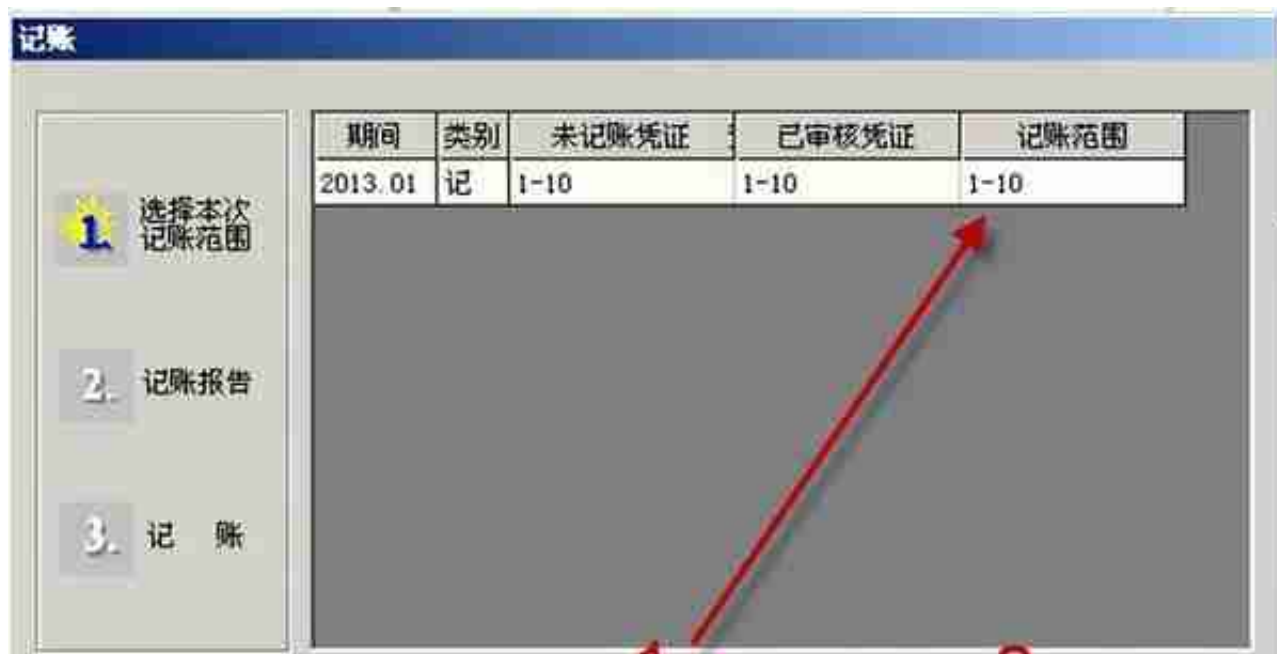 记账
期间 类别 未记账凭证 已审核凭证 记账范围
2013.01 记 1-10 1-10 1-10
1. 选择本次
记账范围
2. 记账报告
3. 记 账